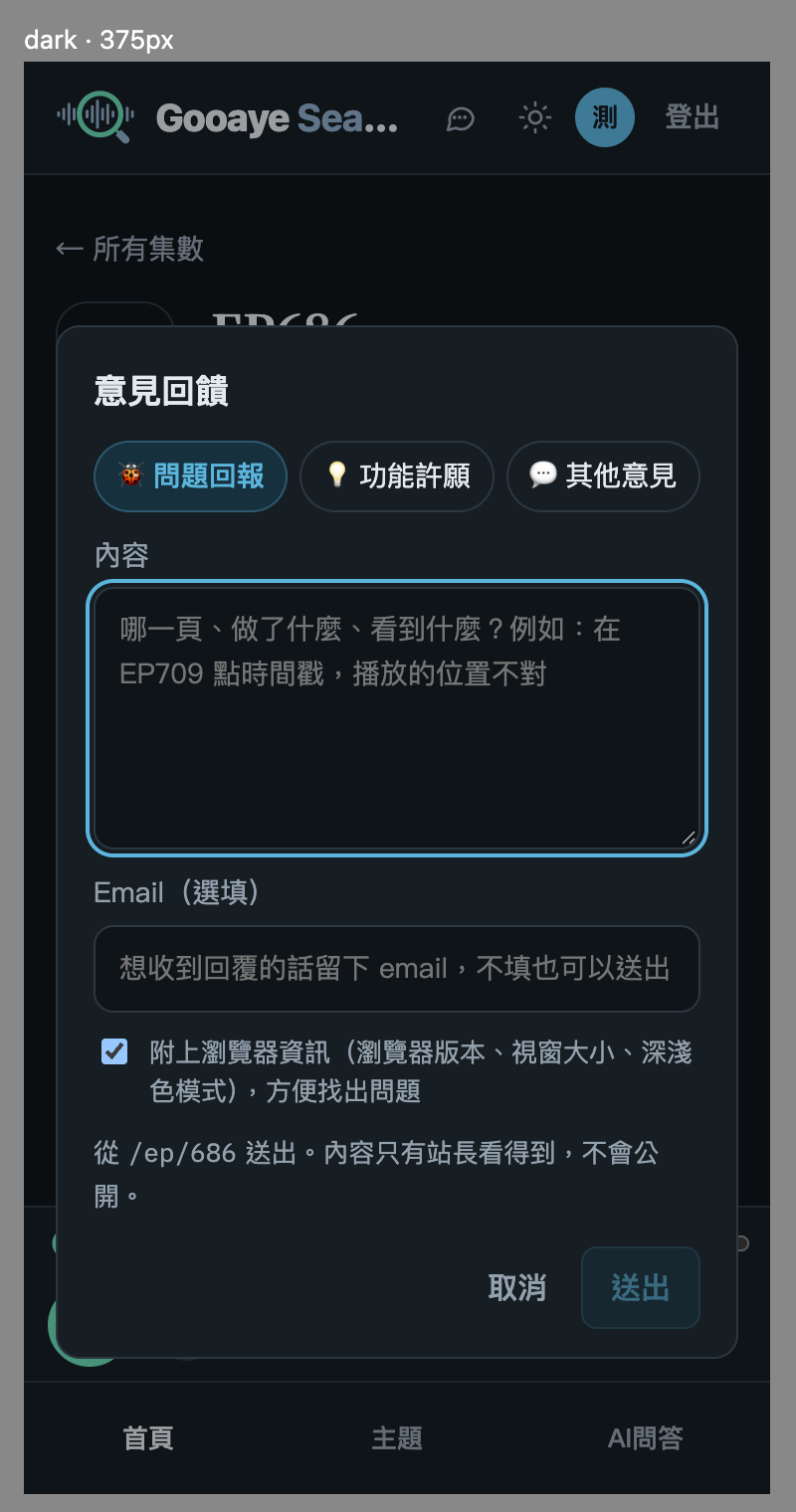 dark · 375px
Gooaye Sea...
測
登出
← 所有集數
EP686
意見回饋
🐞 問題回報
💡 功能許願
💬 其他意見
內容
哪一頁、做了什麼、看到什麼？例如：在
EP709 點時間戳，播放的位置不對
Email（選填）
想收到回覆的話留下 email，不填也可以送出
附上瀏覽器資訊（瀏覽器版本、視窗大小、深淺
色模式），方便找出問題
從 /ep/686 送出。內容只有站長看得到，不會公
開。
取消
送出
首頁
主題
AI問答